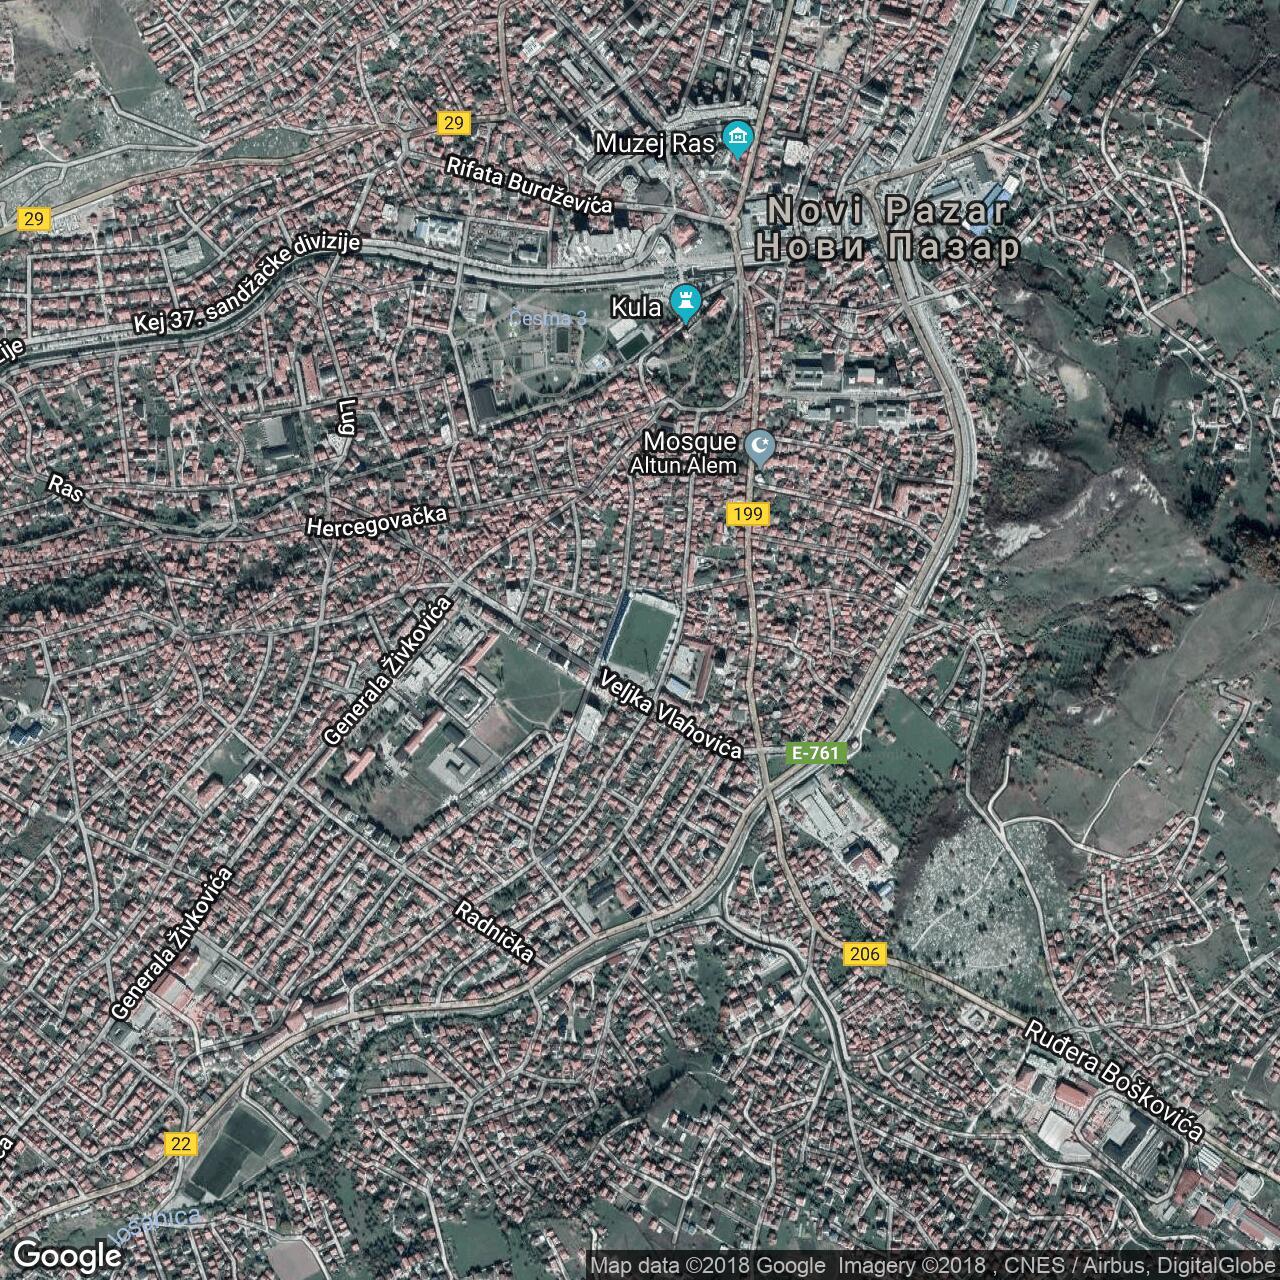 29
Muzej Ras
Rifata Burdževića
29
Novi Pazar
Нови Пазар
Kej 37. sandžačke divizije
Kula
Česma 3
Lug
Mosque
Altun Alem
Ras
199
Hercegovačka
Generala Živkovića
Veljka Vlahovića
E-761
Generala Živkovića
Radnička
206
Ruđera Boškovića
22
Jošanica
Google
Map data ©2018 Google Imagery ©2018 , CNES / Airbus, DigitalGlobe